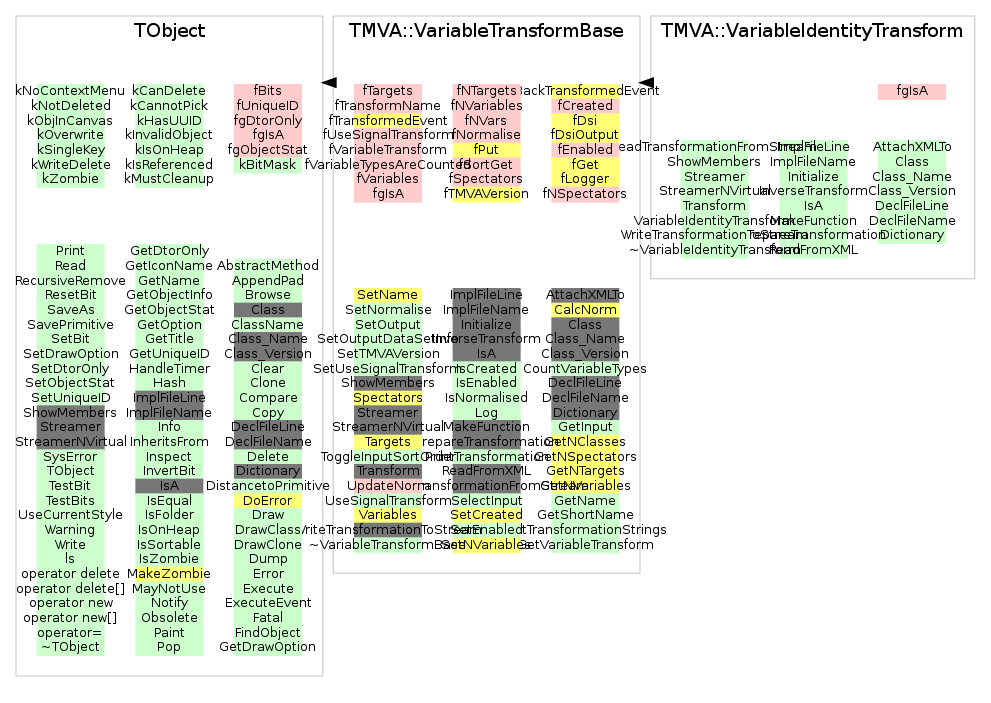 TObject
kNoContextMenu
kNotDeleted
kObjInCanvas
kOverwrite
kSingleKey
kWriteDelete
kZombie
kCanDelete
kCannotPick
kHasUUID
kInvalidObject
kIsOnHeap
kIsReferenced
kMustCleanup
fBits
fUniqueID
fgDtorOnly
fgIsA
fgObjectStat
kBitMask
Print
Read
RecursiveRemove
ResetBit
SaveAs
SavePrimitive
SetBit
SetDrawOption
SetDtorOnly
SetObjectStat
SetUniqueID
ShowMembers
Streamer
StreamerNVirtual
SysError
TObject
TestBit
TestBits
UseCurrentStyle
Warning
Write
ls
operator delete
operator delete[]
operator new
operator new[]
operator=
~TObject
GetDtorOnly
GetIconName
GetName
GetObjectInfo
GetObjectStat
GetOption
GetTitle
GetUniqueID
HandleTimer
Hash
ImplFileLine
ImplFileName
Info
InheritsFrom
Inspect
InvertBit
IsA
IsEqual
IsFolder
IsOnHeap
IsSortable
IsZombie
MakeZombie
MayNotUse
Notify
Obsolete
Paint
Pop
AbstractMethod
AppendPad
Browse
Class
ClassName
Class_Name
Class_Version
Clear
Clone
Compare
Copy
DeclFileLine
DeclFileName
Delete
Dictionary
DistancetoPrimitive
DoError
Draw
DrawClass
DrawClone
Dump
Error
Execute
ExecuteEvent
Fatal
FindObject
GetDrawOption
TMVA::VariableTransformBase
fTargets
fTransformName
fTransformedEvent
fUseSignalTransform
fVariableTransform
fVariableTypesAreCounted
fVariables
fgIsA
fNTargets
fNVariables
fNVars
fNormalise
fPut
fSortGet
fSpectators
fTMVAVersion
ackTransformedEvent
fCreated
fDsi
fDsiOutput
fEnabled
fGet
fLogger
fNSpectators
SetName
SetNormalise
SetOutput
SetOutputDataSetInfo
SetTMVAVersion
SetUseSignalTransform
ShowMembers
Spectators
Streamer
StreamerNVirtual
Targets
ToggleInputSortOrder
Transform
UpdateNorm
UseSignalTransform
Variables
riteTransformationToStream
~VariableTransformBase
ImplFileLine
ImplFileName
Initialize
InverseTransform
IsA
IsCreated
IsEnabled
IsNormalised
Log
MakeFunction
repareTransformation
PrintTransformation
ReadFromXML
ansformationFromStream
SelectInput
SetCreated
SetEnabled
SetNVariables
AttachXMLTo
CalcNorm
Class
Class_Name
Class_Version
CountVariableTypes
DeclFileLine
DeclFileName
Dictionary
GetInput
GetNClasses
GetNSpectators
GetNTargets
GetNVariables
GetName
GetShortName
tTransformationStrings
GetVariableTransform
TMVA::VariableIdentityTransform
fgIsA
eadTransformationFromStream
ShowMembers
Streamer
StreamerNVirtual
Transform
VariableIdentityTransform
WriteTransformationToStream
~VariableIdentityTransform
ImplFileLine
ImplFileName
Initialize
InverseTransform
IsA
MakeFunction
repareTransformation
ReadFromXML
AttachXMLTo
Class
Class_Name
Class_Version
DeclFileLine
DeclFileName
Dictionary